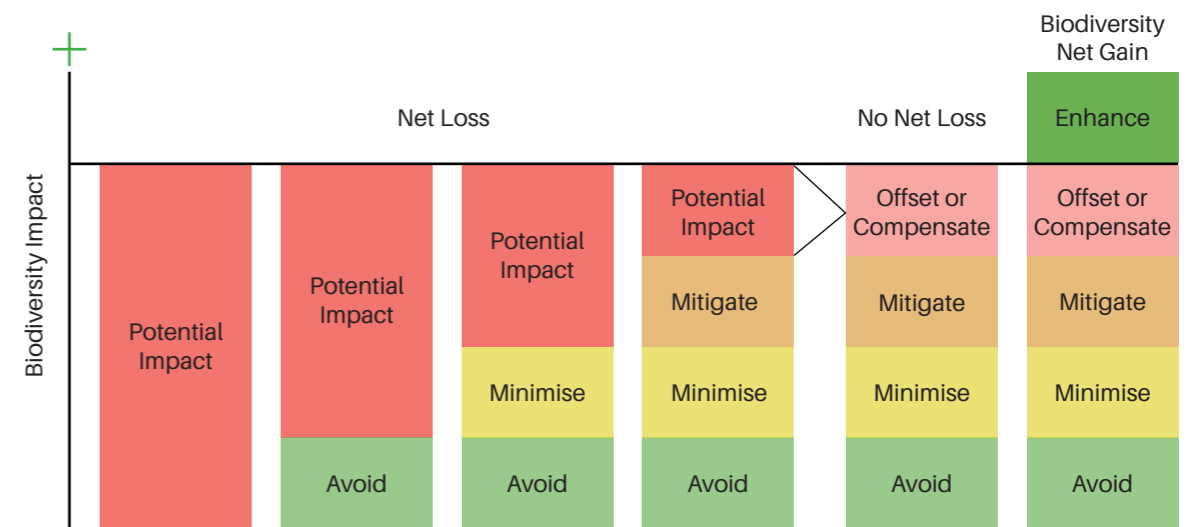 Biodiversity
Net Gain
Net Loss
No Net Loss
Enhance
Biodiversity Impact
Potential
Impact
Potential
Impact
Avoid
Potential
Impact
Minimise
Avoid
Potential
Impact
Mitigate
Minimise
Avoid
Offset or
Compensate
Mitigate
Minimise
Avoid
Offset or
Compensate
Mitigate
Minimise
Avoid